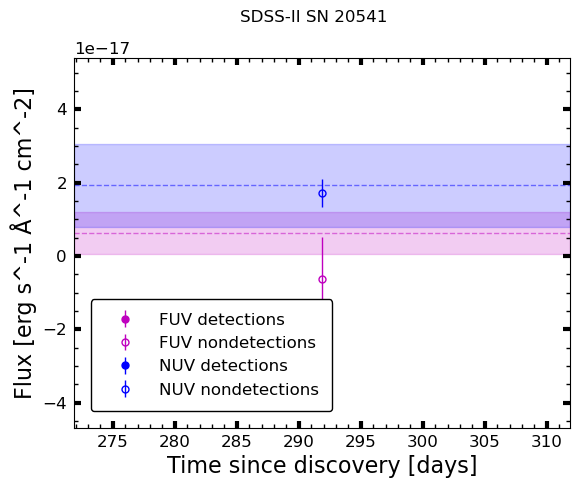 SDSS-II SN 20541
1e−17
Flux [erg s^-1 Å^-1 cm^-2]
4
2
0
−2
−4
FUV detections
FUV nondetections
NUV detections
NUV nondetections
275 280 285 290 295 300 305 310
Time since discovery [days]